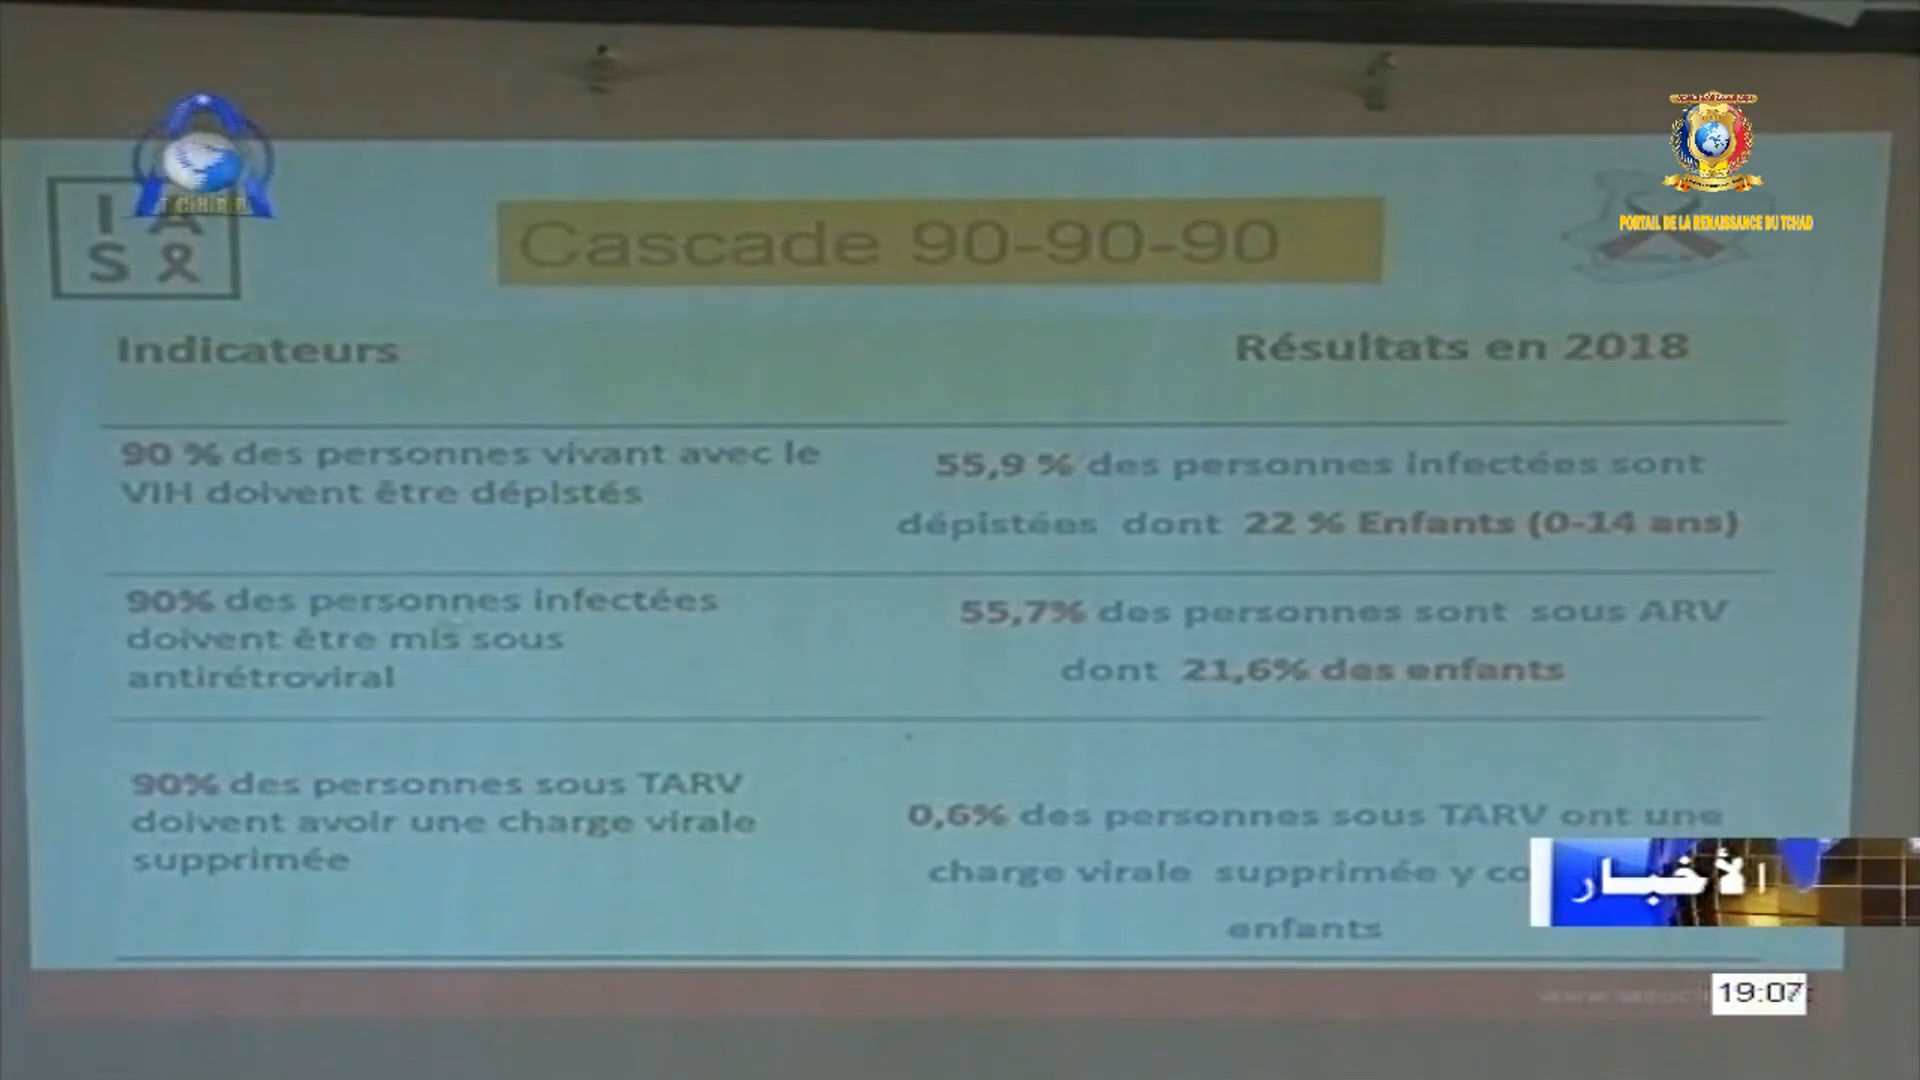 TCHAD
I A
S
PORTAIL DE LA RENAISSANCE DU TCHAD
Cascade 90-90-90
Indicateurs
Résultats en 2018
90 % des personnes vivant avec le
VIH doivent être dépistés
55,9 % des personnes infectées sont
dépistées dont 22 % Enfants (0-14 ans)
90% des personnes infectées
doivent être mis sous
antirétroviral
55,7% des personnes sont sous ARV
dont 21,6% des enfants
90% des personnes sous TARV
doivent avoir une charge virale
supprimée
0,6% des personnes sous TARV ont une
charge virale supprimée y
enfants
الأخبار
19:07